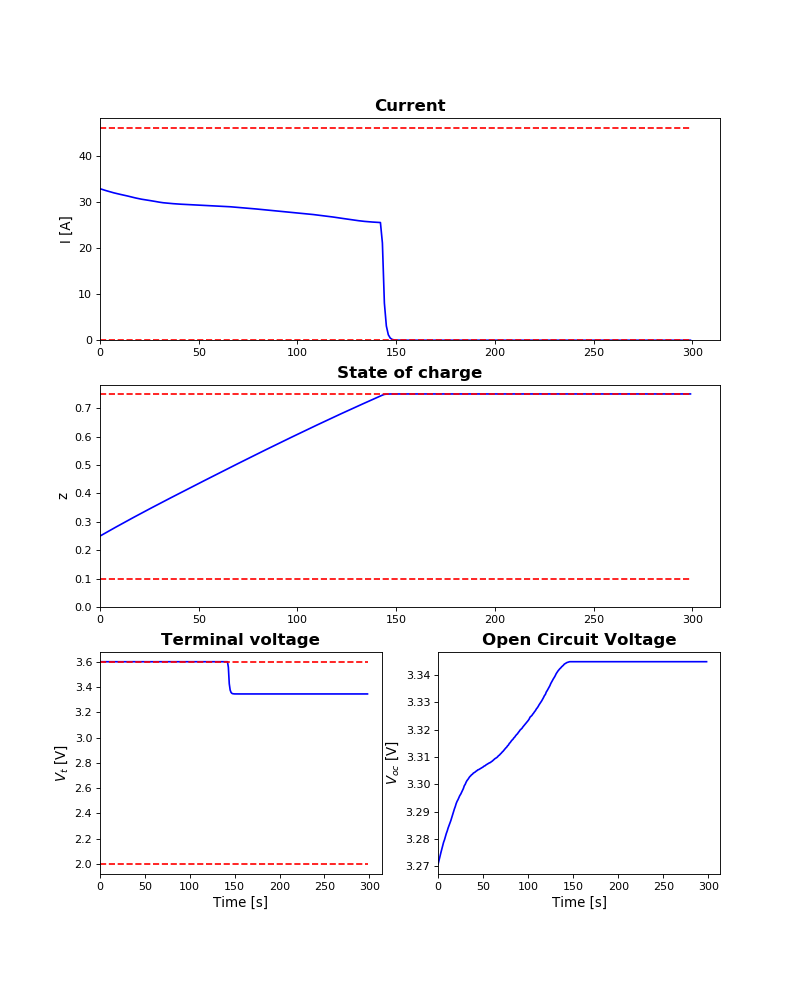 Current
40
30
20
10
0
I [A]
0 50 100 150 200 250 300
State of charge
0.7
0.6
0.5
0.4
0.3
0.2
0.1
0.0
z
0 50 100 150 200 250 300
Terminal voltage
3.6
3.4
3.2
3.0
2.8
2.6
2.4
2.2
2.0
Vt [V]
0 50 100 150 200 250 300
Time [s]
Open Circuit Voltage
3.34
3.33
3.32
3.31
3.30
3.29
3.28
3.27
Voc [V]
0 50 100 150 200 250 300
Time [s]